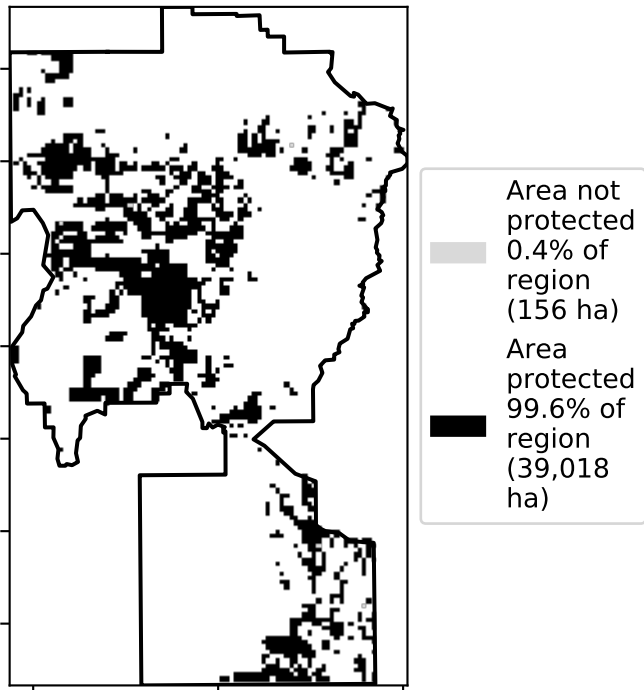 Area not
protected
0.4% of
region
(156 ha)
Area
protected
99.6% of
region
(39,018
ha)